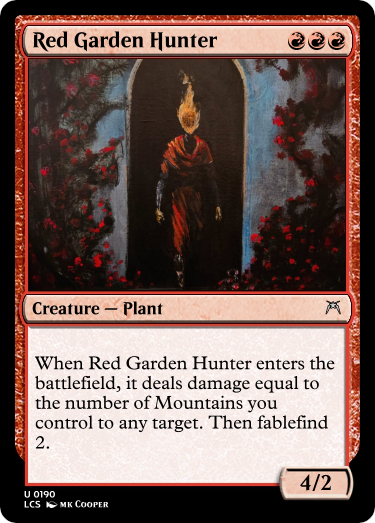 Red Garden Hunter
Creature — Plant
When Red Garden Hunter enters the
battlefield, it deals damage equal to
the number of Mountains you
control to any target. Then fablefind
2.
4/2
U 0190
LCS MK COOPER